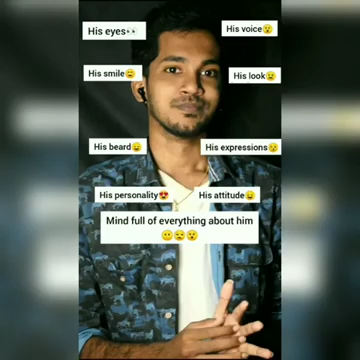 His eyes👀
His voice😯
His smile😊
His look😫
His beard😖
His expressions😯
His personality😍
His attitude😖
Mind full of everything about him
🙂😪😯